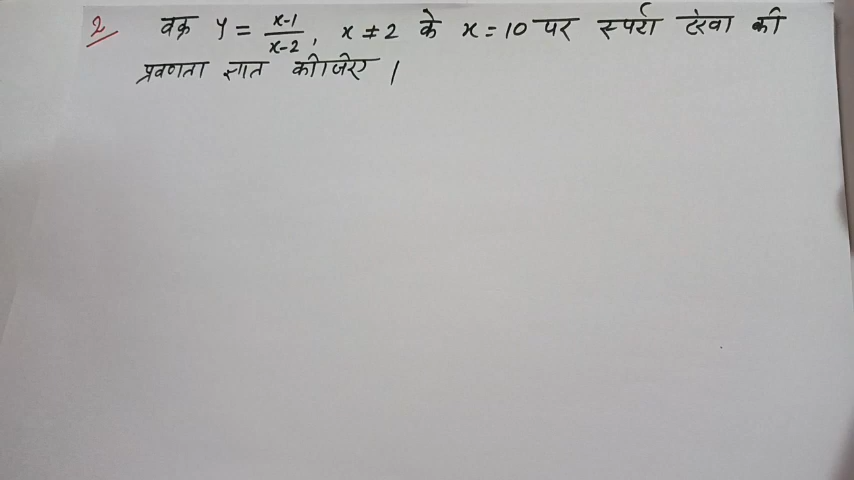 2 वक्र y = x-1/x-2, x ≠ 2 के x = 10 पर स्पर्श रेखा की
प्रवणता ज्ञात कीजिए।